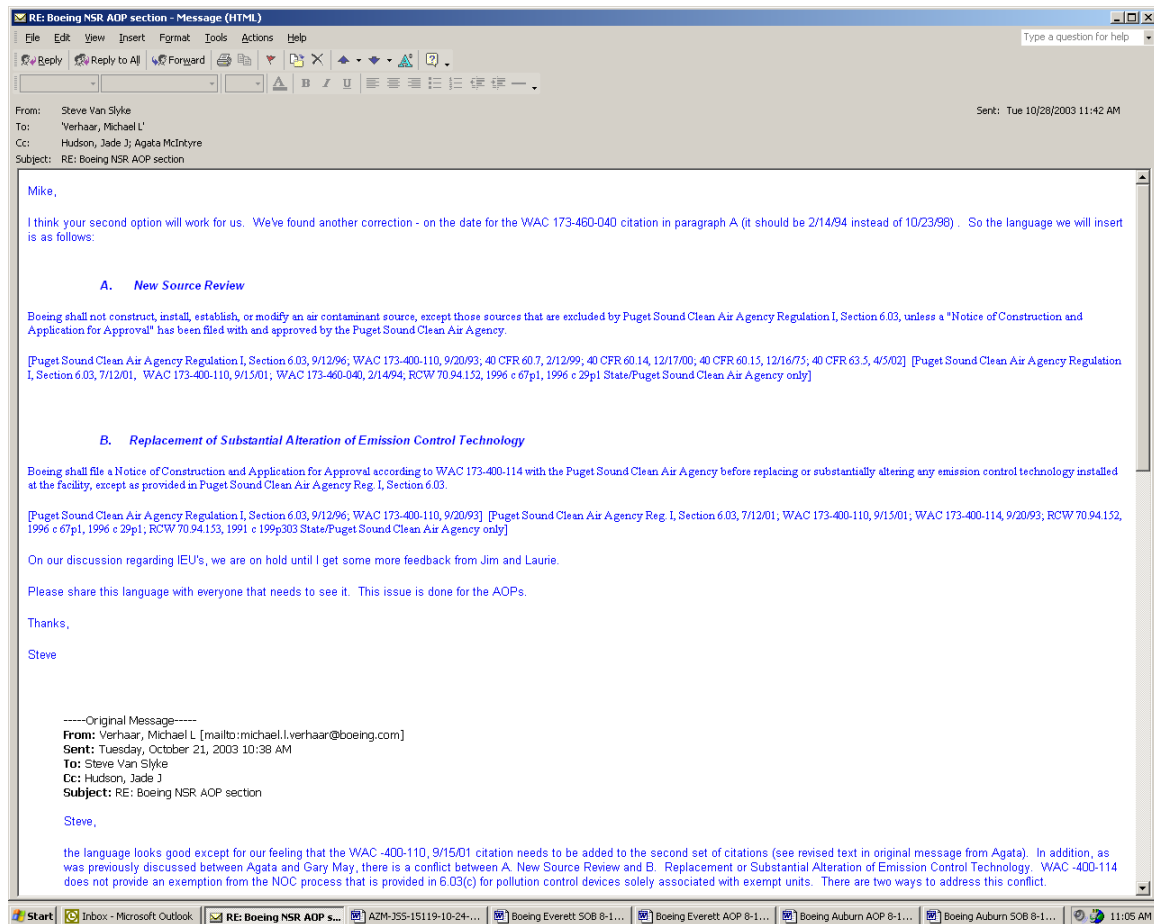 RE: Boeing NSR AOP section - Message (HTML)
File Edit View Insert Format Tools Actions Help
Type a question for help
Reply Reply to All Forward
A B I U
From: Steve Van Slyke
Sent: Tue 10/28/2003 11:42 AM
To: 'Verhaar, Michael L'
Cc: Hudson, Jade J; Agata McIntyre
Subject: RE: Boeing NSR AOP section
Mike,
I think your second option will work for us. We've found another correction - on the date for the WAC 173-460-040 citation in paragraph A (it should be 2/14/94 instead of 10/23/98) . So the language we will insert
is as follows:
A. New Source Review
Boeing shall not construct, install, establish, or modify an air contaminant source, except those sources that are excluded by Puget Sound Clean Air Agency Regulation I, Section 6.03, unless a "Notice of Construction and
Application for Approval" has been filed with and approved by the Puget Sound Clean Air Agency.
[Puget Sound Clean Air Agency Regulation I, Section 6.03, 9/12/96; WAC 173-400-110, 9/20/93; 40 CFR 60.7, 2/12/99; 40 CFR 60.14, 12/17/00; 40 CFR 60.15, 12/16/75; 40 CFR 63.5, 4/5/02] [Puget Sound Clean Air Agency Regulation
I, Section 6.03, 7/12/01, WAC 173-400-110, 9/15/01; WAC 173-460-040, 2/14/94; RCW 70.94.152, 1996 c 67p1, 1996 c 29p1 State/Puget Sound Clean Air Agency only]
B. Replacement of Substantial Alteration of Emission Control Technology
Boeing shall file a Notice of Construction and Application for Approval according to WAC 173-400-114 with the Puget Sound Clean Air Agency before replacing or substantially altering any emission control technology installed
at the facility, except as provided in Puget Sound Clean Air Agency Reg. I, Section 6.03.
[Puget Sound Clean Air Agency Regulation I, Section 6.03, 9/12/96; WAC 173-400-110, 9/20/93] [Puget Sound Clean Air Agency Reg. I, Section 6.03, 7/12/01; WAC 173-400-110, 9/15/01; WAC 173-400-114, 9/20/93; RCW 70.94.152,
1996 c 67p1, 1996 c 29p1; RCW 70.94.153, 1991 c 199p303 State/Puget Sound Clean Air Agency only]
On our discussion regarding IEU's, we are on hold until I get some more feedback from Jim and Laurie.
Please share this language with everyone that needs to see it. This issue is done for the AOPs.
Thanks,
Steve
-----Original Message-----
From: Verhaar, Michael L [mailto:michael.l.verhaar@boeing.com]
Sent: Tuesday, October 21, 2003 10:38 AM
To: Steve Van Slyke
Cc: Hudson, Jade J
Subject: RE: Boeing NSR AOP section
Steve,
the language looks good except for our feeling that the WAC -400-110, 9/15/01 citation needs to be added to the second set of citations (see revised text in original message from Agata). In addition, as
was previously discussed between Agata and Gary May, there is a conflict between A. New Source Review and B. Replacement or Substantial Alteration of Emission Control Technology. WAC -400-114
does not provide an exemption from the NOC process that is provided in 6.03(c) for pollution control devices solely associated with exempt units. There are two ways to address this conflict.
Start Inbox - Microsoft Outlook RE: Boeing NSR AOP s... AZM-JSS-15119-10-24-... Boeing Everett SOB 8-1... Boeing Everett AOP 8-1... Boeing Auburn AOP 8-1... Boeing Auburn SOB 8-1... 11:05 AM